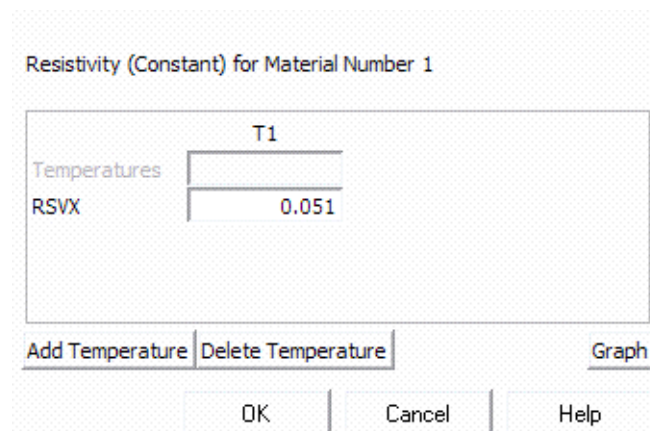 Resistivity (Constant) for Material Number 1
T1
Temperatures
RSVX 0.051
Add Temperature Delete Temperature Graph
OK Cancel Help